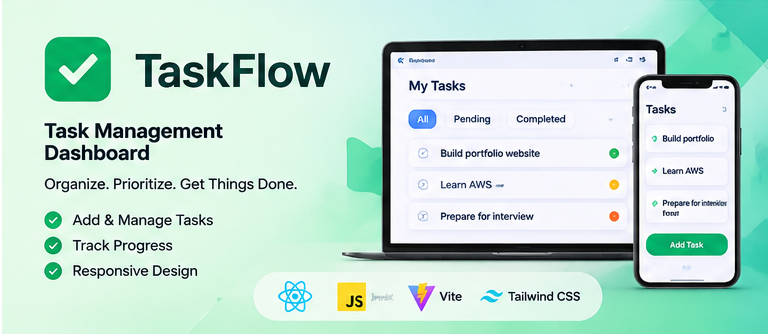 TaskFlow
Task Management
Dashboard
Organize. Prioritize. Get Things Done.
Add & Manage Tasks
Track Progress
Responsive Design
My Tasks
All
Pending
Completed
Build portfolio website
Learn AWS
Prepare for interview
Tasks
Build portfolio
Learn AWS
Prepare for
Add Task
JS
Vite
Tailwind CSS